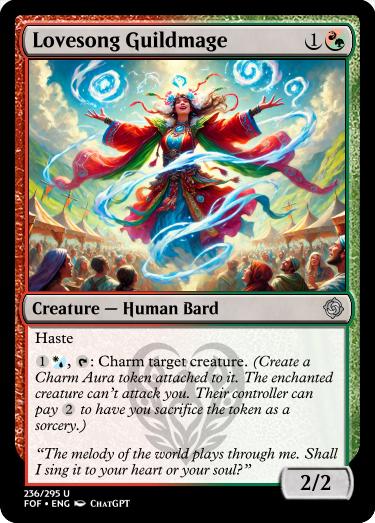 Lovesong Guildmage 1
Creature — Human Bard
Haste
1, : Charm target creature. (Create a
Charm Aura token attached to it. The enchanted
creature can't attack you. Their controller can
pay 2 to have you sacrifice the token as a
sorcery.)
“The melody of the world plays through me. Shall
I sing it to your heart or your soul?”
2/2
236/295 U
FOF • ENG ChatGPT